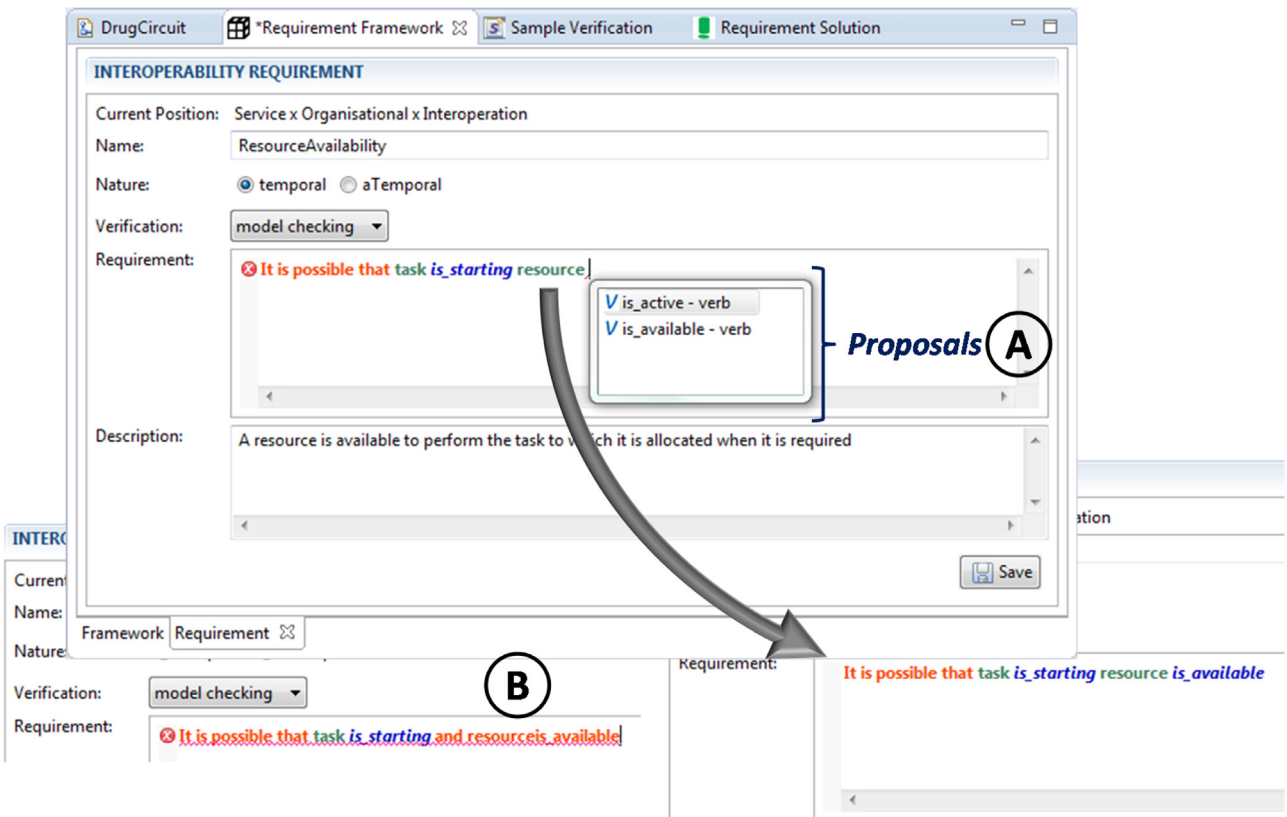 DrugCircuit *Requirement Framework Sample Verification Requirement Solution
INTEROPERABILITY REQUIREMENT
Current Position: Service x Organisational x Interoperation
Name: ResourceAvailability
Nature: temporal aTemporal
Verification: model checking
Requirement: It is possible that task is_starting resource
V is_active - verb
V is_available - verb
Proposals A
Description: A resource is available to perform the task to which it is allocated when it is required
Save
Framework Requirement
INTERO
Current
Name:
Nature:
Verification: model checking
B
Requirement: It is possible that task is_starting and resourceis_available
ation
Requirement: It is possible that task is_starting resource is_available